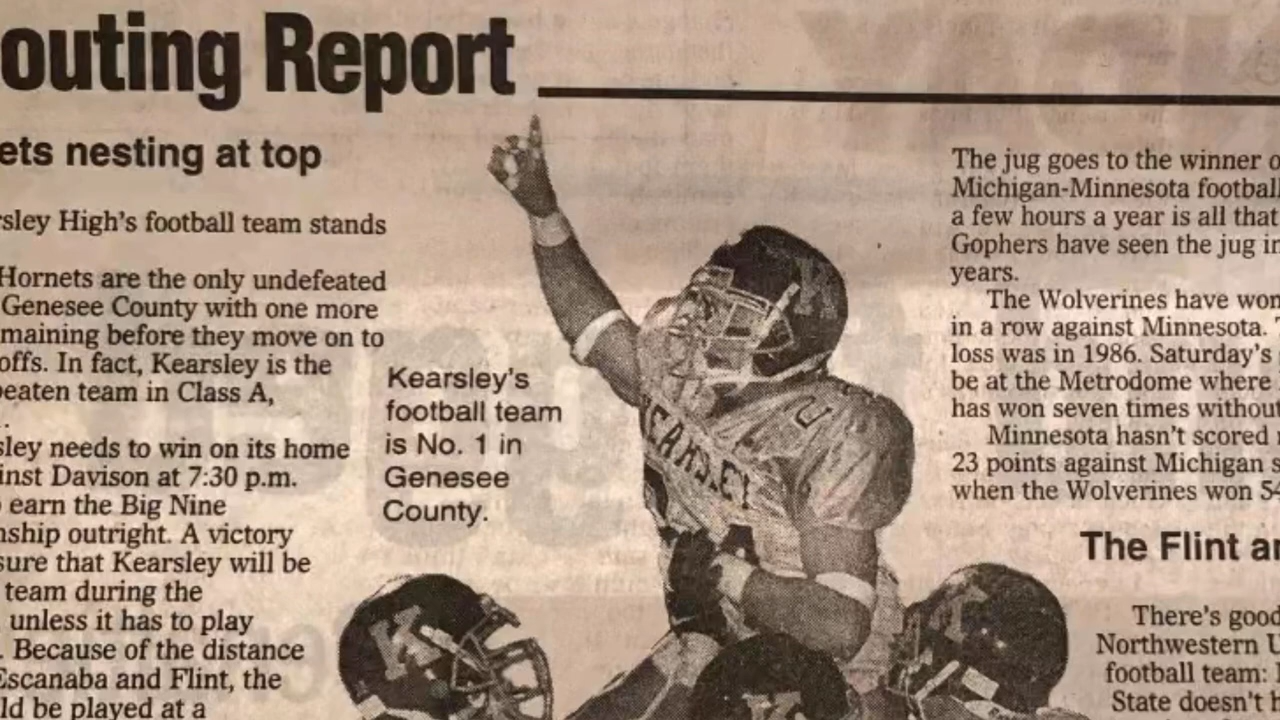 outing Report
ets nesting at top
rsley High's football team stands
Hornets are the only undefeated
Genesee County with one more
maining before they move on to
offs. In fact, Kearsley is the
eaten team in Class A,
.
sley needs to win on its home
inst Davison at 7:30 p.m.
earn the Big Nine
nship outright. A victory
sure that Kearsley will be
team during the
unless it has to play
. Because of the distance
Escanaba and Flint, the
ld be played at a
Kearsley's
football team
is No. 1 in
Genesee
County.
KEARSLEY
K
K
K
The jug goes to the winner o
Michigan-Minnesota football
a few hours a year is all that
Gophers have seen the jug in
years.
The Wolverines have won
in a row against Minnesota.
loss was in 1986. Saturday's
be at the Metrodome where
has won seven times without
Minnesota hasn't scored
23 points against Michigan s
when the Wolverines won 54
The Flint an
There's good
Northwestern U
football team:
State doesn't h